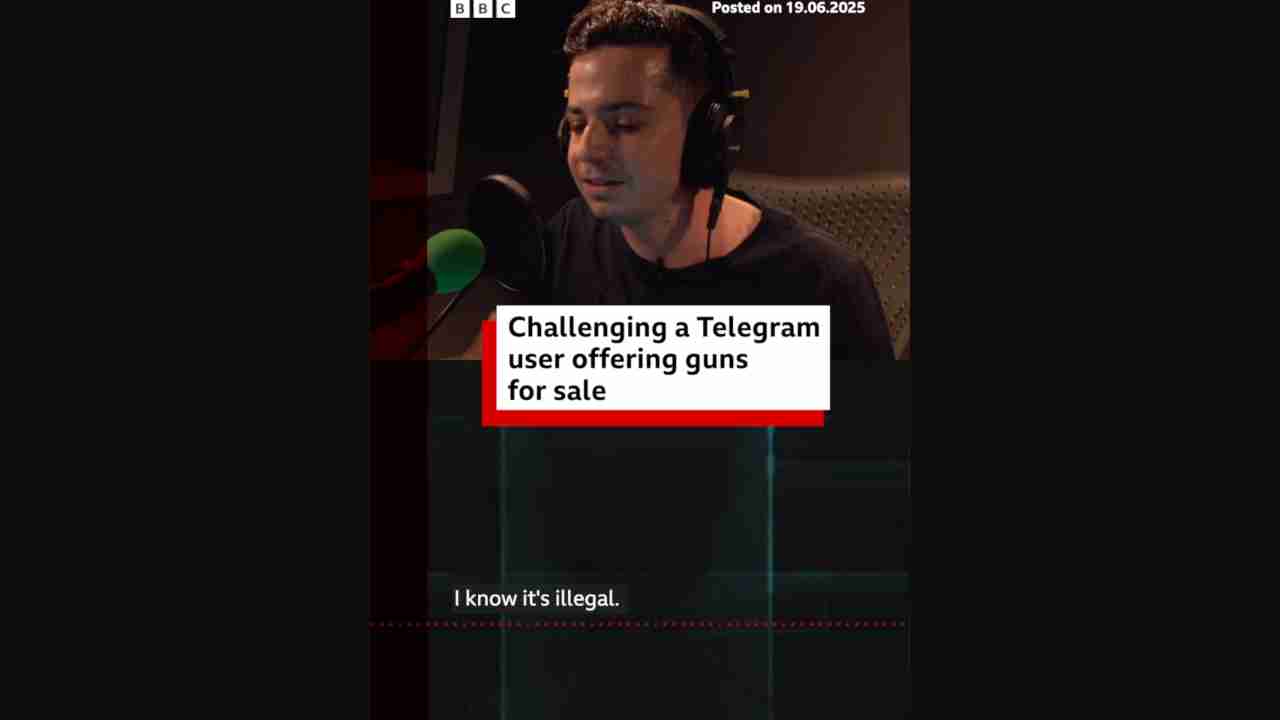 BBC
Posted on 19.06.2025
Challenging a Telegram
user offering guns
for sale
I know it's illegal.